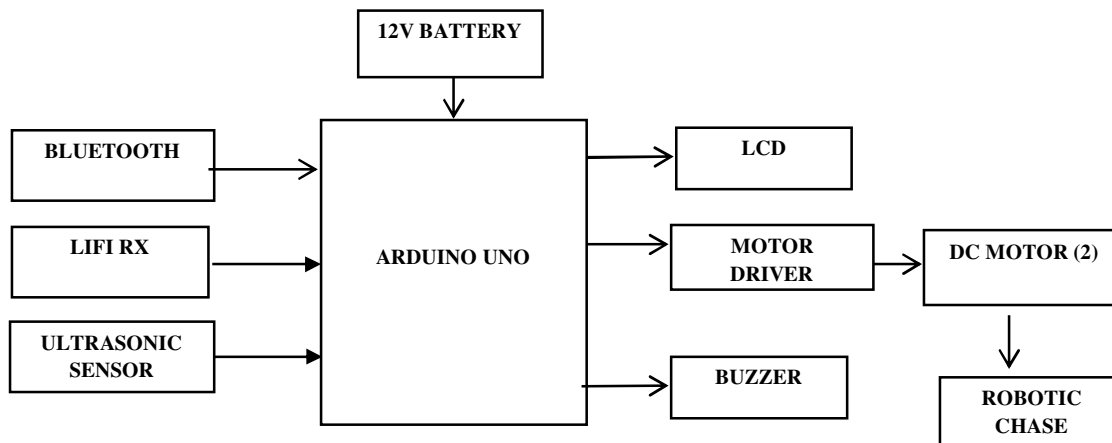 12V BATTERY
BLUETOOTH
LIFI RX
ULTRASONIC
SENSOR
ARDUINO UNO
LCD
MOTOR
DRIVER
BUZZER
DC MOTOR (2)
ROBOTIC
CHASE